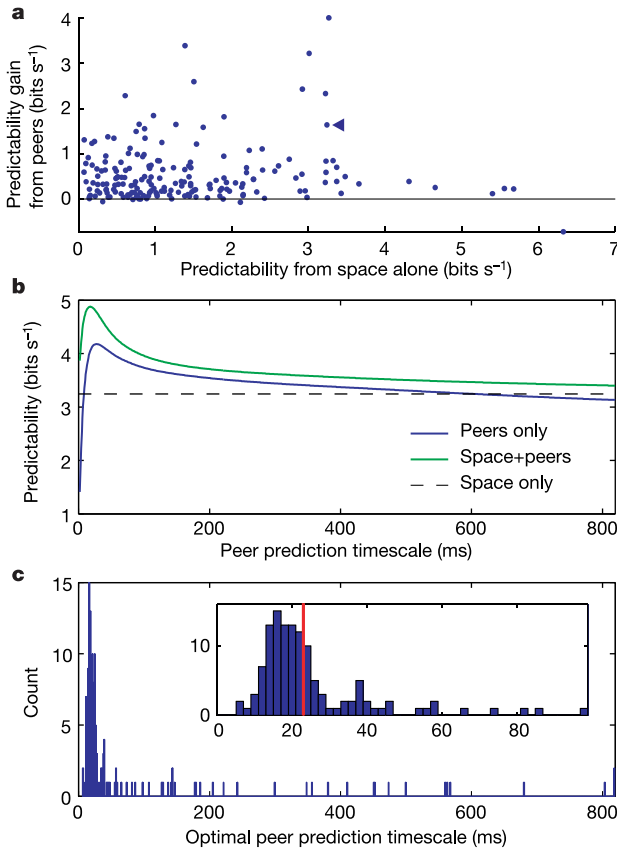 a
Predictability gain
from peers (bits s⁻¹)
4
3
2
1
0
0 1 2 3 4 5 6 7
Predictability from space alone (bits s⁻¹)
b
Predictability (bits s⁻¹)
5
4
3
2
1
Peers only
Space+peers
Space only
0 200 400 600 800
Peer prediction timescale (ms)
c
Count
15
10
5
0
10
0
0 20 40 60 80
0 200 400 600 800
Optimal peer prediction timescale (ms)